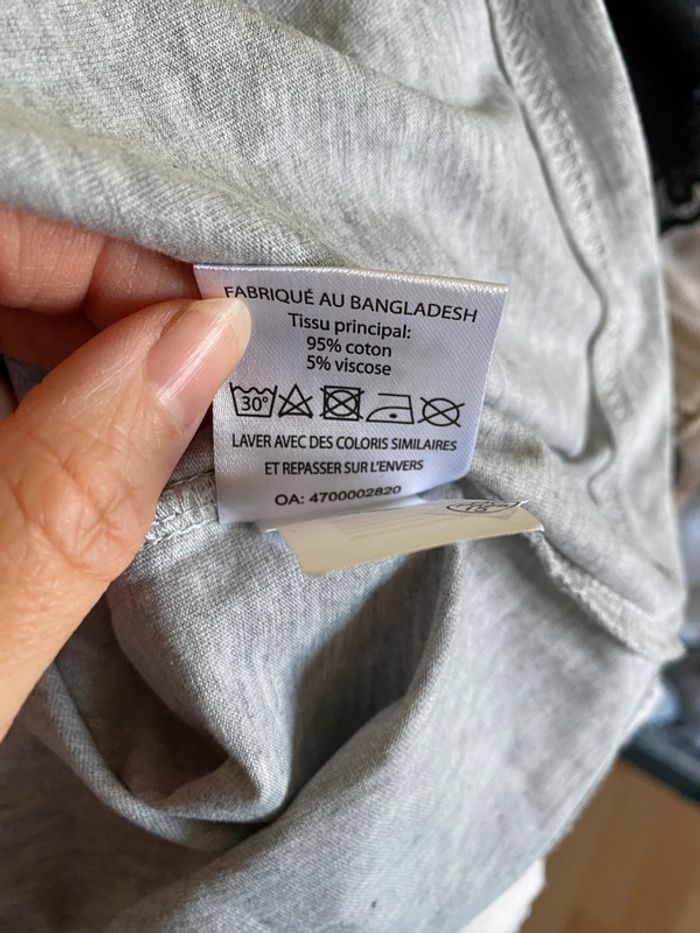 FABRIQUÉ AU BANGLADESH
Tissu principal:
95% coton
5% viscose
30°
LAVER AVEC DES COLORIS SIMILAIRES
ET REPASSER SUR L'ENVERS
OA: 4700002820